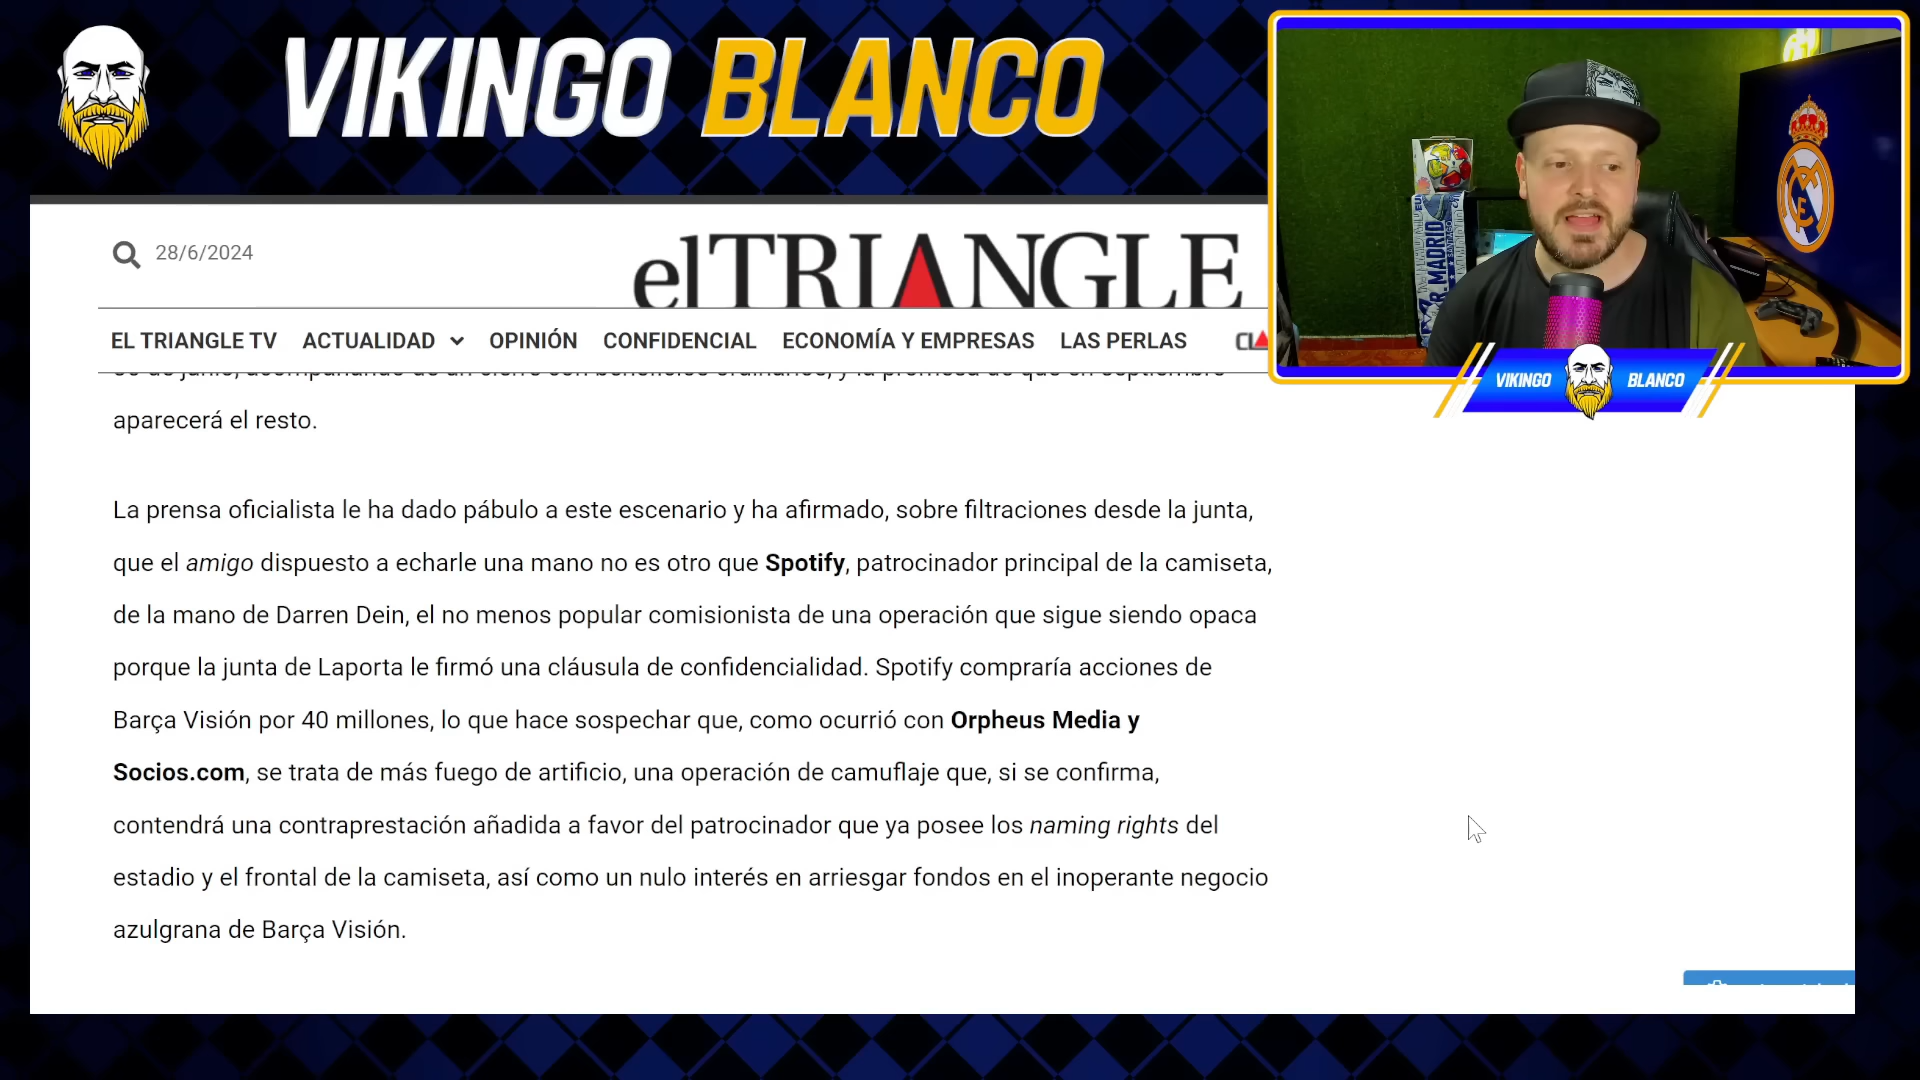 VIKINGO BLANCO
28/6/2024
elTRIANGLE
EL TRIANGLE TV ACTUALIDAD OPINIÓN CONFIDENCIAL ECONOMÍA Y EMPRESAS LAS PERLAS
R.MADRID
VIKINGO BLANCO
aparecerá el resto.
La prensa oficialista le ha dado pábulo a este escenario y ha afirmado, sobre filtraciones desde la junta,
que el amigo dispuesto a echarle una mano no es otro que Spotify, patrocinador principal de la camiseta,
de la mano de Darren Dein, el no menos popular comisionista de una operación que sigue siendo opaca
porque la junta de Laporta le firmó una cláusula de confidencialidad. Spotify compraría acciones de
Barça Visión por 40 millones, lo que hace sospechar que, como ocurrió con Orpheus Media y
Socios.com, se trata de más fuego de artificio, una operación de camuflaje que, si se confirma,
contendrá una contraprestación añadida a favor del patrocinador que ya posee los naming rights del
estadio y el frontal de la camiseta, así como un nulo interés en arriesgar fondos en el inoperante negocio
azulgrana de Barça Visión.